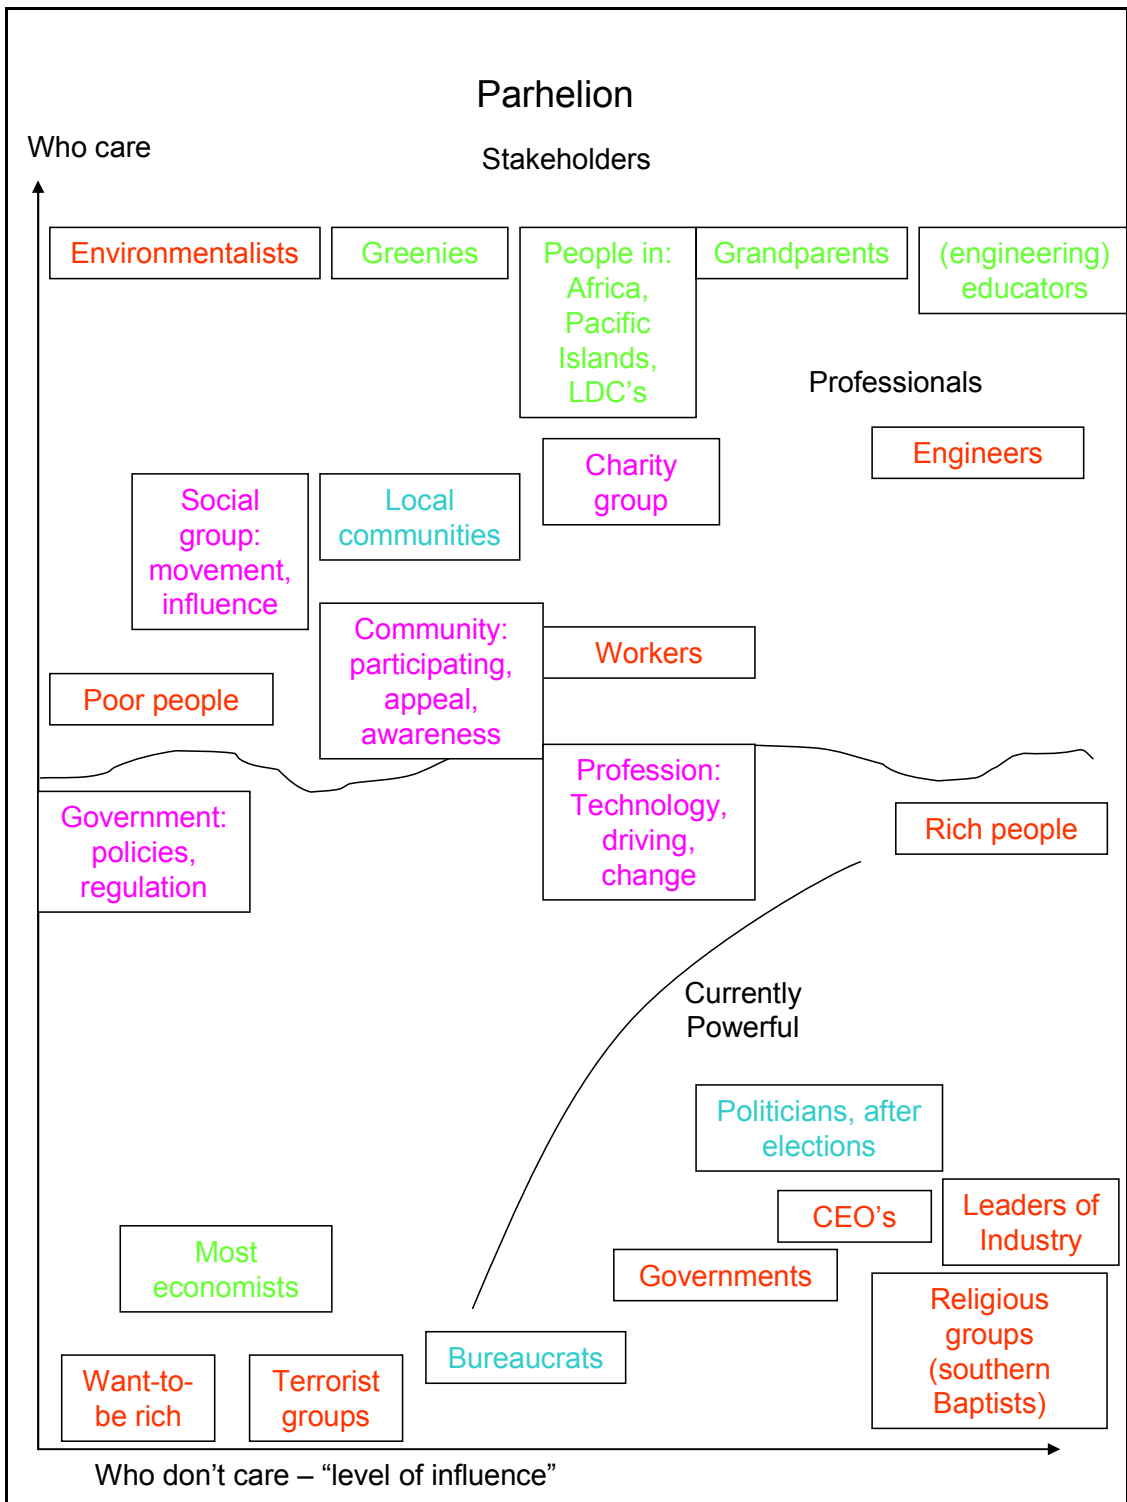 Parhelion
Who care
Stakeholders
Environmentalists
Greenies
People in:
Africa,
Pacific
Islands,
LDC's
Grandparents
(engineering)
educators
Professionals
Engineers
Charity
group
Social
group:
movement,
influence
Local
communities
Community:
participating,
appeal,
awareness
Workers
Poor people
Profession:
Technology,
driving,
change
Government:
policies,
regulation
Rich people
Currently
Powerful
Politicians, after
elections
CEO's
Leaders of
Industry
Most
economists
Governments
Religious
groups
(southern
Baptists)
Bureaucrats
Want-to-
be rich
Terrorist
groups
Who don't care – “level of influence”